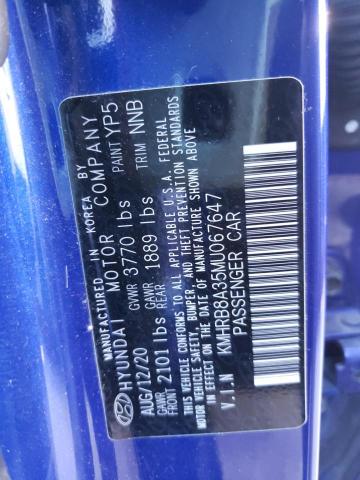 MANUFACTURED IN KOREA BY
HYUNDAI MOTOR COMPANY
AUG/12/20 GVWR 3770 lbs PAINT YP5
GAWR FRONT 2101 lbs GAWR REAR 1889 lbs TRIM NNB
THIS VEHICLE CONFORMS TO ALL APPLICABLE U.S.A. FEDERAL
MOTOR VEHICLE SAFETY, BUMPER, AND THEFT PREVENTION STANDARDS
IN EFFECT ON THE DATE OF MANUFACTURE SHOWN ABOVE
V.I.N KMHRB8A35MU067647
PASSENGER CAR